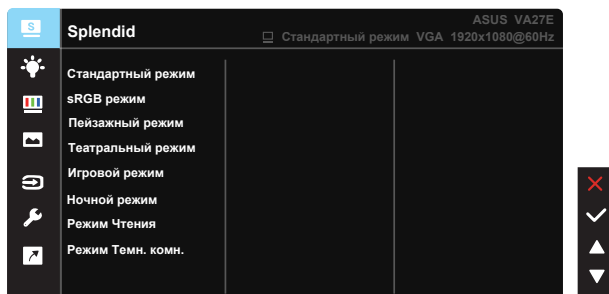 S
Splendid
ASUS VA27E
Стандартный режим VGA 1920x1080@60Hz
Стандартный режим
sRGB режим
Пейзажный режим
Театральный режим
Игровой режим
Ночной режим
Режим Чтения
Режим Темн. комн.